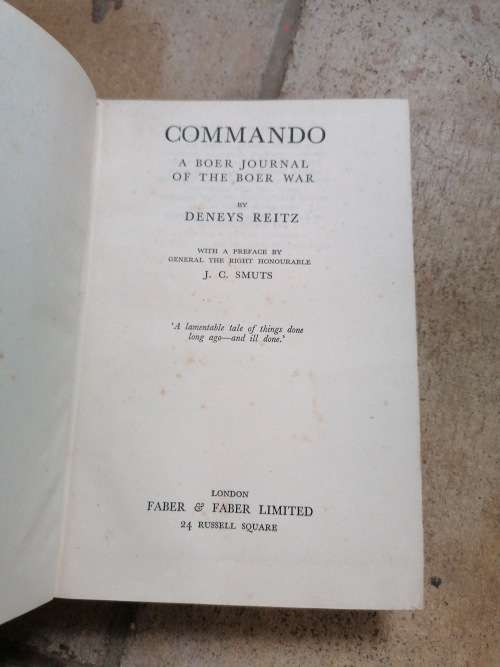 COMMANDO
A BOER JOURNAL
OF THE BOER WAR
BY
DENEYS REITZ
WITH A PREFACE BY
GENERAL THE RIGHT HONOURABLE
J. C. SMUTS
'A lamentable tale of things done
long ago—and ill done.'
LONDON
FABER & FABER LIMITED
24 RUSSELL SQUARE